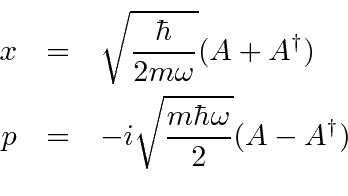 x = \sqrt{\frac{\hbar}{2m\omega}}(A + A^\dagger)
p = -i\sqrt{\frac{m\hbar\omega}{2}}(A - A^\dagger)